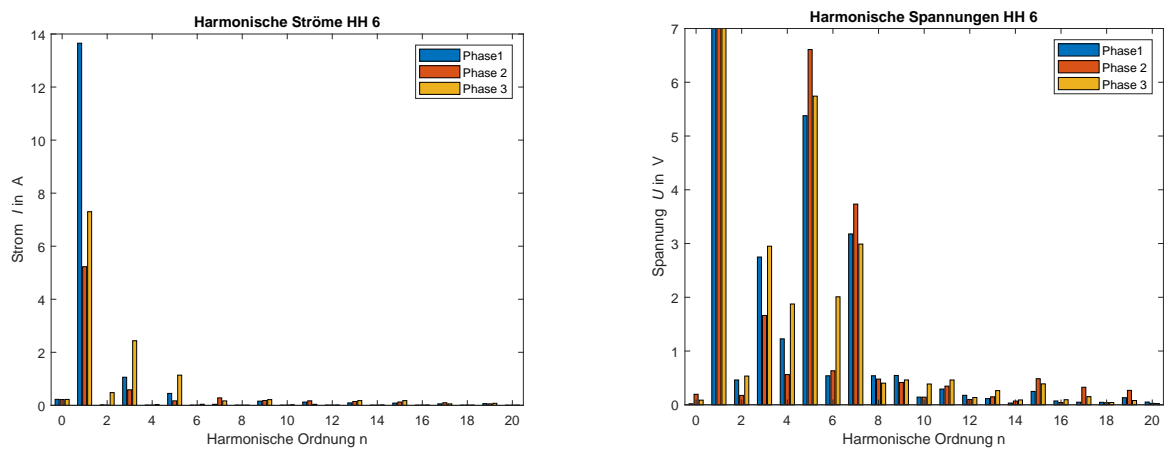 Harmonische Ströme HH 6
14
12
10
8
6
4
2
0
Strom I in A
Phase1
Phase 2
Phase 3
0 2 4 6 8 10 12 14 16 18 20
Harmonische Ordnung n
Harmonische Spannungen HH 6
7
6
5
4
3
2
1
0
Spannung U in V
Phase1
Phase 2
Phase 3
0 2 4 6 8 10 12 14 16 18 20
Harmonische Ordnung n